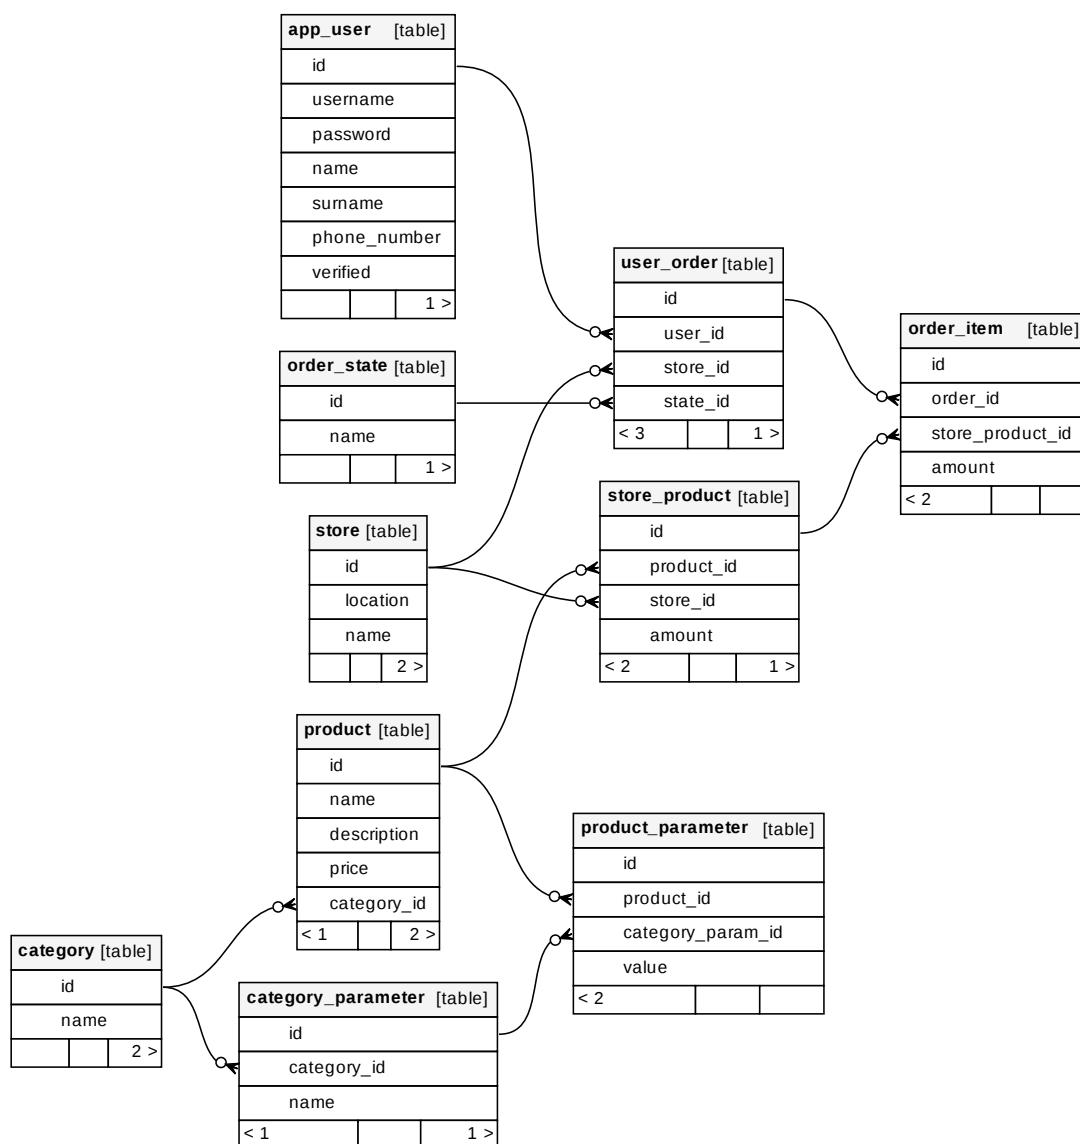 app_user [table]
id
username
password
name
surname
phone_number
verified
1 >
user_order [table]
id
user_id
store_id
state_id
< 3 1 >
order_item [table]
id
order_id
store_product_id
amount
< 2
order_state [table]
id
name
1 >
store_product [table]
id
product_id
store_id
amount
< 2 1 >
store [table]
id
location
name
2 >
product [table]
id
name
description
price
category_id
< 1 2 >
product_parameter [table]
id
product_id
category_param_id
value
< 2
category [table]
id
name
2 >
category_parameter [table]
id
category_id
name
< 1 1 >